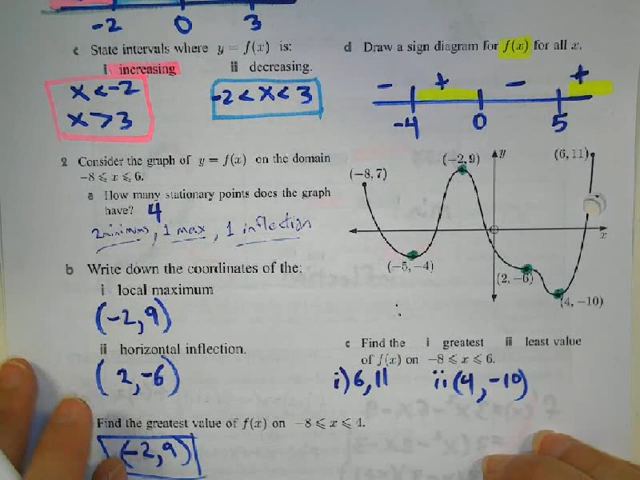 -2 0 3
c State intervals where y = f(x) is:
i increasing ii decreasing.
x < -2
x > 3
-2 < x < 3
d Draw a sign diagram for f(x) for all x.
- + - +
-4 0 5
2 Consider the graph of y = f(x) on the domain
-8 ⩽ x ⩽ 6.
a How many stationary points does the graph
have? 4
2 minimums, 1 max, 1 inflection
b Write down the coordinates of the:
i local maximum
(-2, 9)
ii horizontal inflection.
(2, -6)
(-8, 7)
(-2, 9)
y
(6, 11)
x
(-5, -4)
(2, -6)
(4, -10)
c Find the i greatest ii least value
of f(x) on -8 ⩽ x ⩽ 6.
i) 6, 11 ii (4, -10)
Find the greatest value of f(x) on -8 ⩽ x ⩽ 4.
(-2, 9)